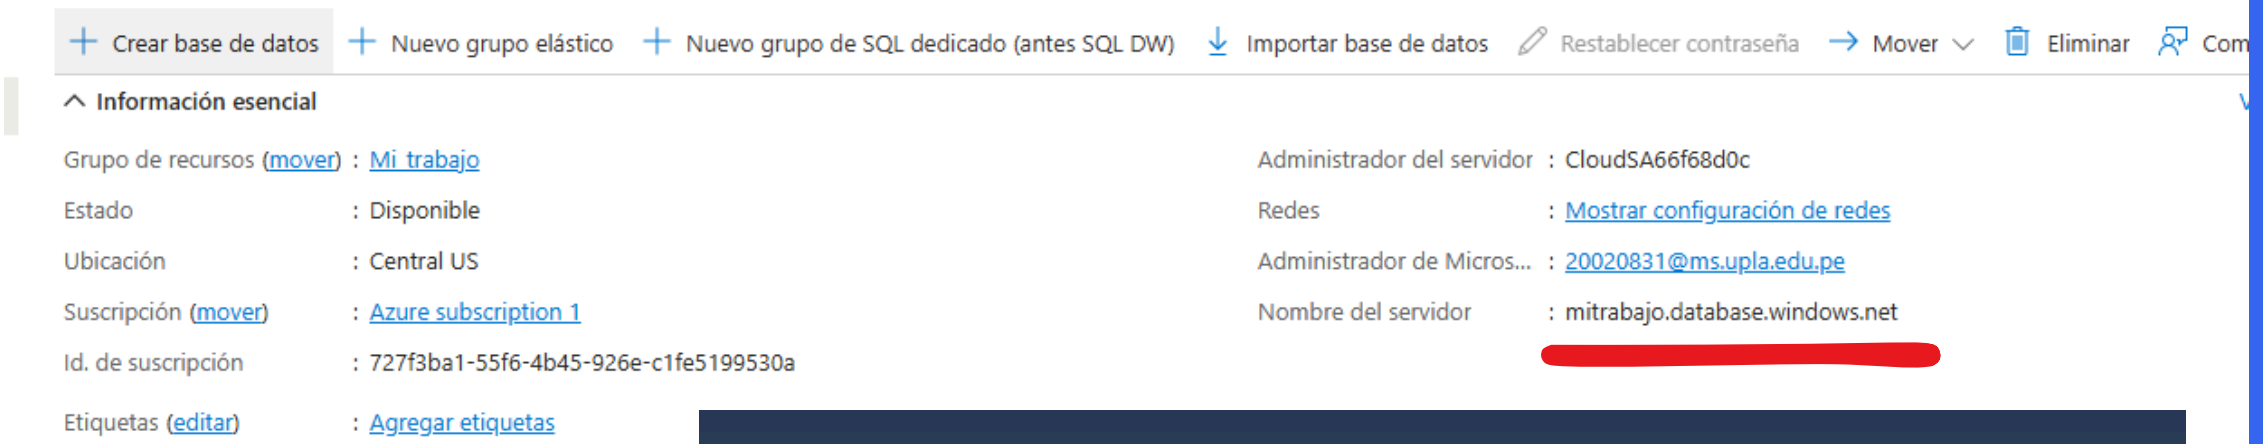 Crear base de datos Nuevo grupo elástico Nuevo grupo de SQL dedicado (antes SQL DW) Importar base de datos Restablecer contraseña Mover Eliminar Com
Información esencial
Grupo de recursos (mover) : Mi_trabajo
Estado : Disponible
Ubicación : Central US
Suscripción (mover) : Azure subscription 1
Id. de suscripción : 727f3ba1-55f6-4b45-926e-c1fe5199530a
Etiquetas (editar) : Agregar etiquetas
Administrador del servidor : CloudSA66f68d0c
Redes : Mostrar configuración de redes
Administrador de Micros... : 20020831@ms.upla.edu.pe
Nombre del servidor : mitrabajo.database.windows.net